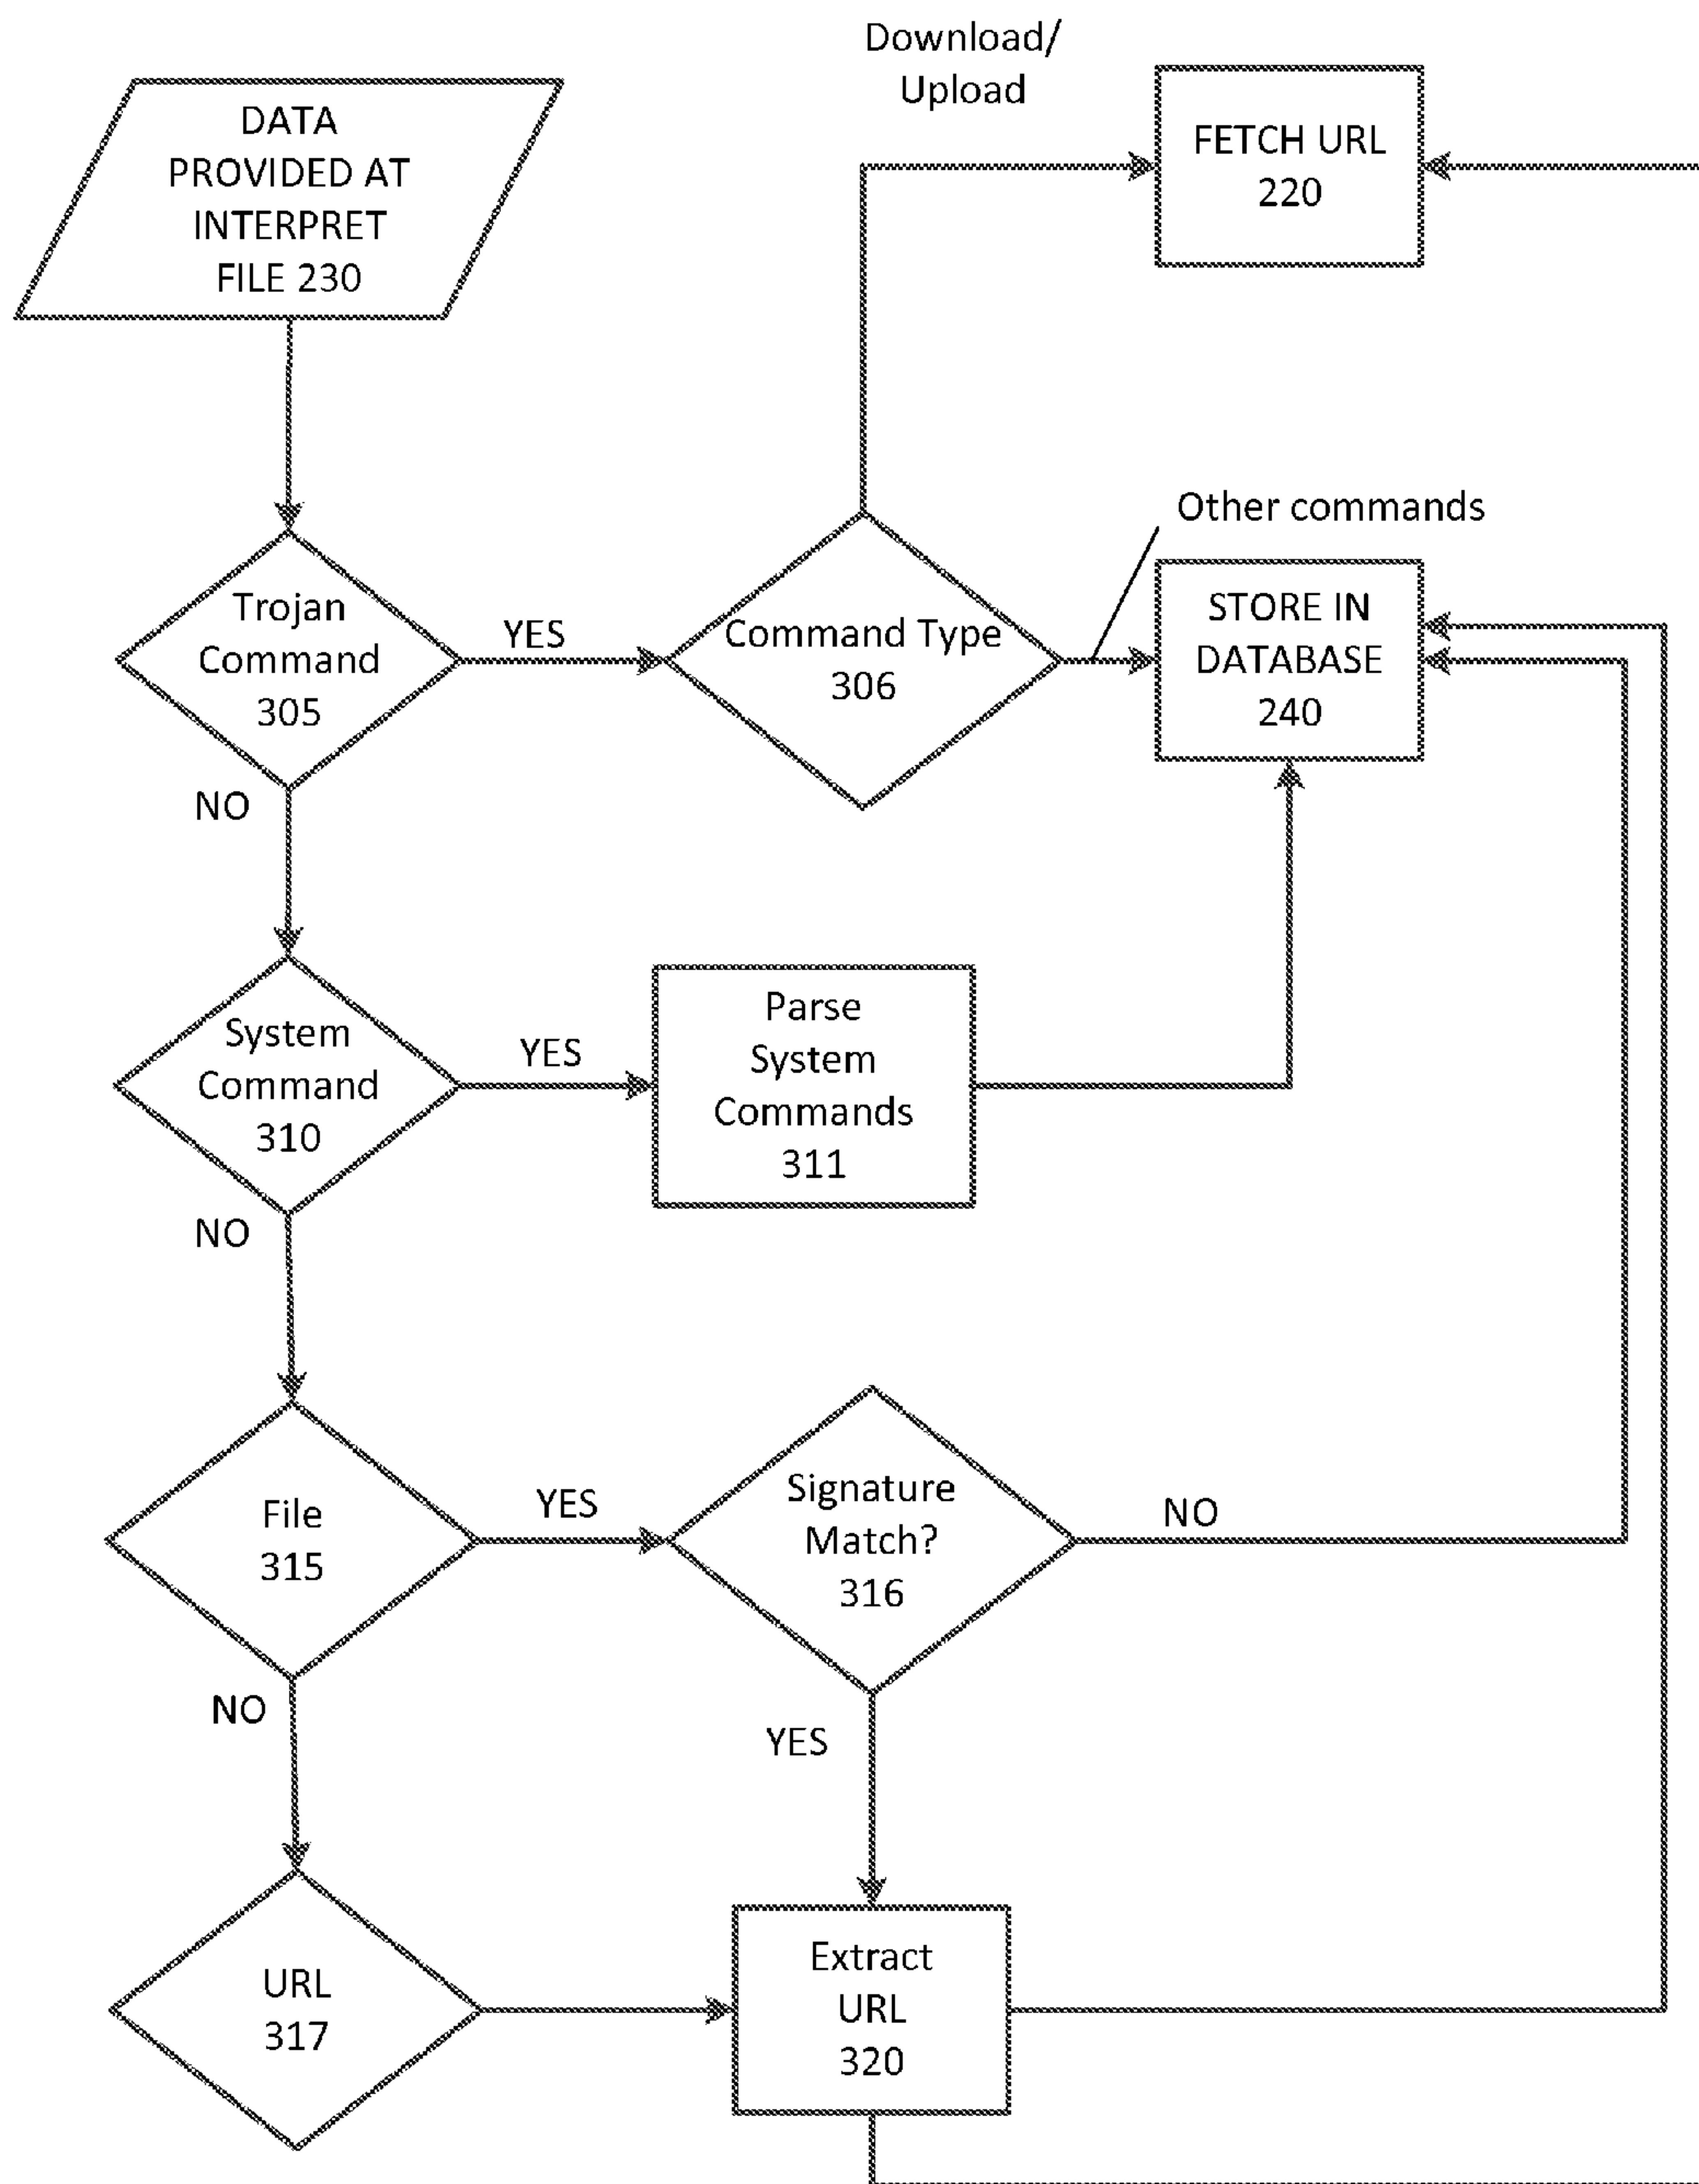 Download/
Upload
DATA
PROVIDED AT
INTERPRET
FILE 230
FETCH URL
220
Other commands
Trojan
Command
305
YES
Command Type
306
STORE IN
DATABASE
240
NO
System
Command
310
YES
Parse
System
Commands
311
NO
File
315
YES
Signature
Match?
316
NO
NO
YES
URL
317
Extract
URL
320